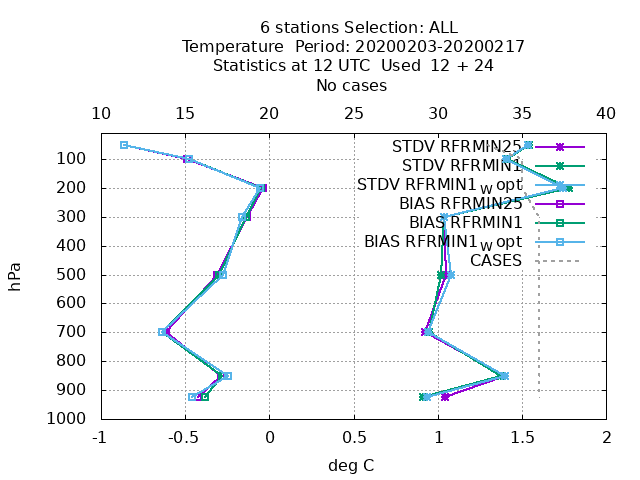 6 stations Selection: ALL
Temperature  Period: 20200203-20200217
Statistics at 12 UTC  Used  12 + 24
No cases
10 15 20 25 30 35 40
STDV RFRMIN25
STDV RFRMIN1
STDV RFRMIN1_W opt
BIAS RFRMIN25
BIAS RFRMIN1
BIAS RFRMIN1_W opt
CASES
100
200
300
400
500
600
700
800
900
1000
hPa
-1 -0.5 0 0.5 1 1.5 2
deg C